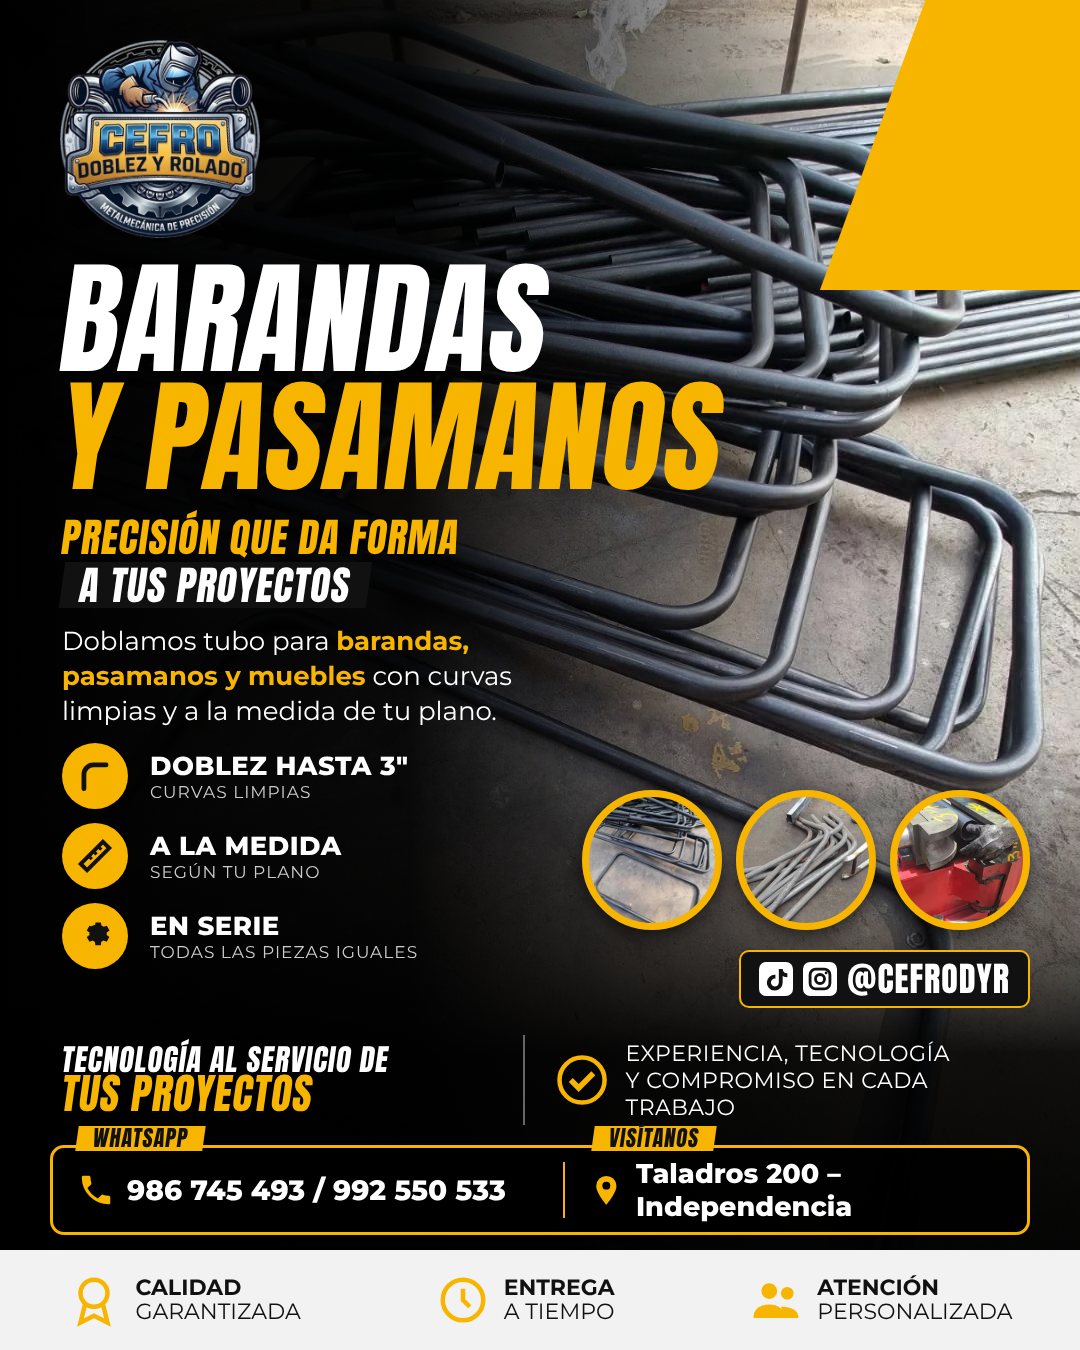 CEFRO
DOBLEZ Y ROLADO
METALMECÁNICA DE PRECISIÓN
BARANDAS
Y PASAMANOS
PRECISIÓN QUE DA FORMA
A TUS PROYECTOS
Doblamos tubo para barandas,
pasamanos y muebles con curvas
limpias y a la medida de tu plano.
DOBLEZ HASTA 3"
CURVAS LIMPIAS
A LA MEDIDA
SEGÚN TU PLANO
EN SERIE
TODAS LAS PIEZAS IGUALES
@CEFRODYR
TECNOLOGÍA AL SERVICIO DE
TUS PROYECTOS
EXPERIENCIA, TECNOLOGÍA
Y COMPROMISO EN CADA
TRABAJO
WHATSAPP
986 745 493 / 992 550 533
VISÍTANOS
Taladros 200 –
Independencia
CALIDAD
GARANTIZADA
ENTREGA
A TIEMPO
ATENCIÓN
PERSONALIZADA